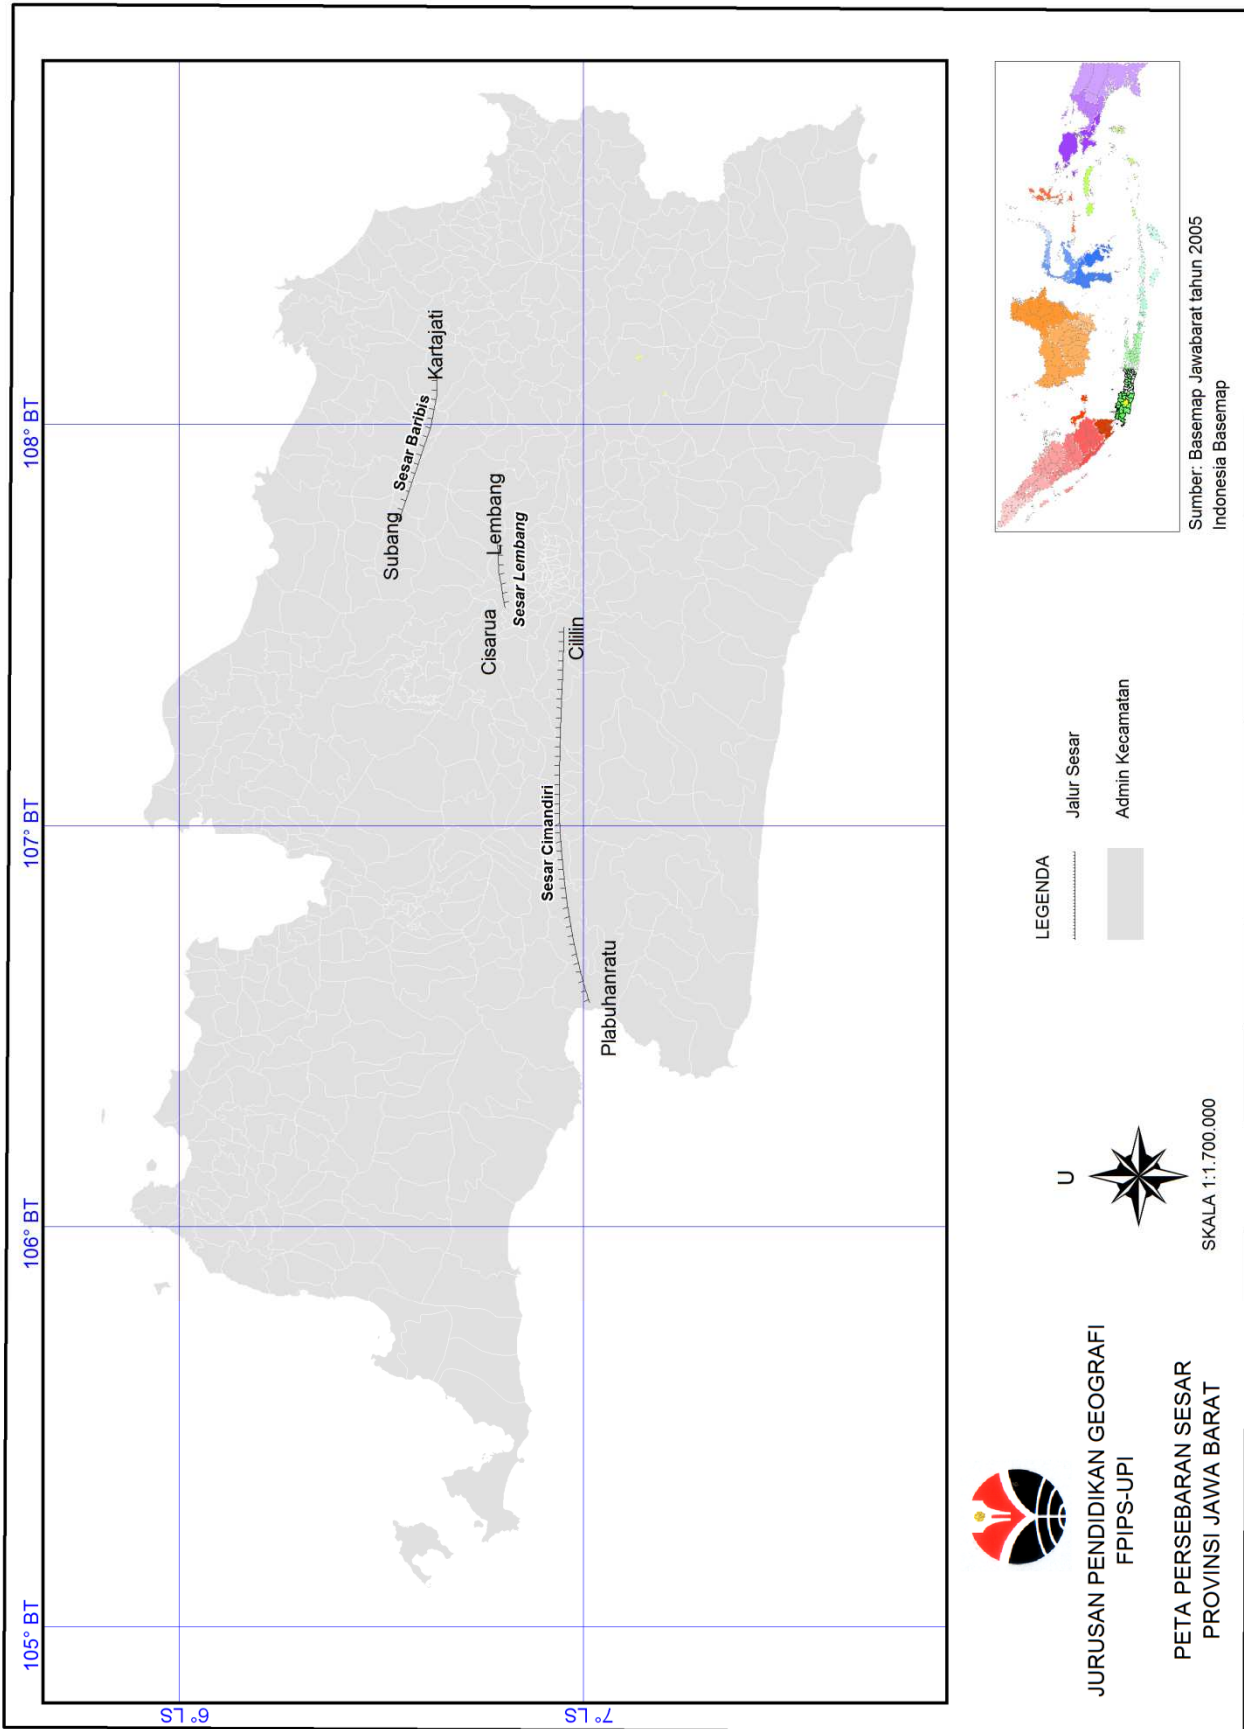 105° BT
106° BT
107° BT
108° BT
6° LS
7° LS
Subang
Sesar Baribis
Kartajati
Cisarua
Lembang
Sesar Lembang
Cililin
Sesar Cimandiri
Plabuhanratu
JURUSAN PENDIDIKAN GEOGRAFI
FPIPS-UPI
PETA PERSEBARAN SESAR
PROVINSI JAWA BARAT
U
SKALA 1:1.700.000
LEGENDA
Jalur Sesar
Admin Kecamatan
Sumber: Basemap Jawabarat tahun 2005
Indonesia Basemap